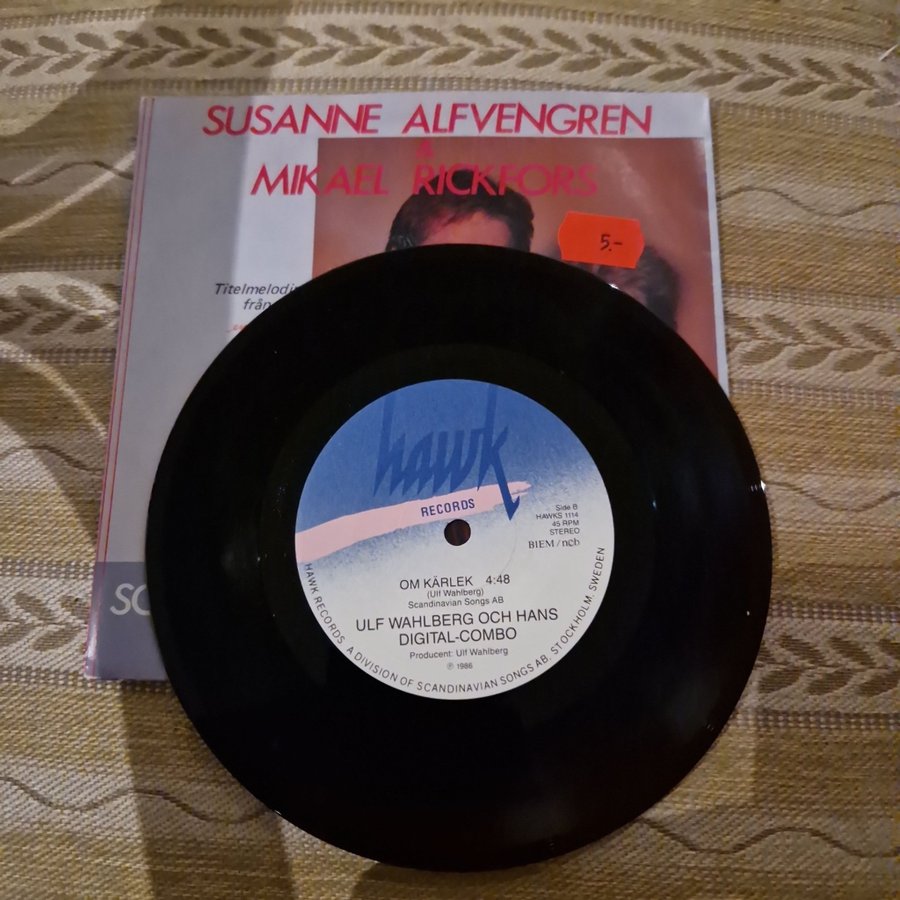 SUSANNE ALFVENGREN
&
MIKAEL RICKFORS
5.-
från
hawk
RECORDS
Side B
HAWKS 1114
45 RPM
STEREO
BIEM/ncb
OM KÄRLEK 4:48
(Ulf Wahlberg)
Scandinavian Songs AB
ULF WAHLBERG OCH HANS
DIGITAL-COMBO
Producent: Ulf Wahlberg
℗ 1986
HAWK RECORDS. A DIVISION OF SCANDINAVIAN SONGS AB. STOCKHOLM. SWEDEN